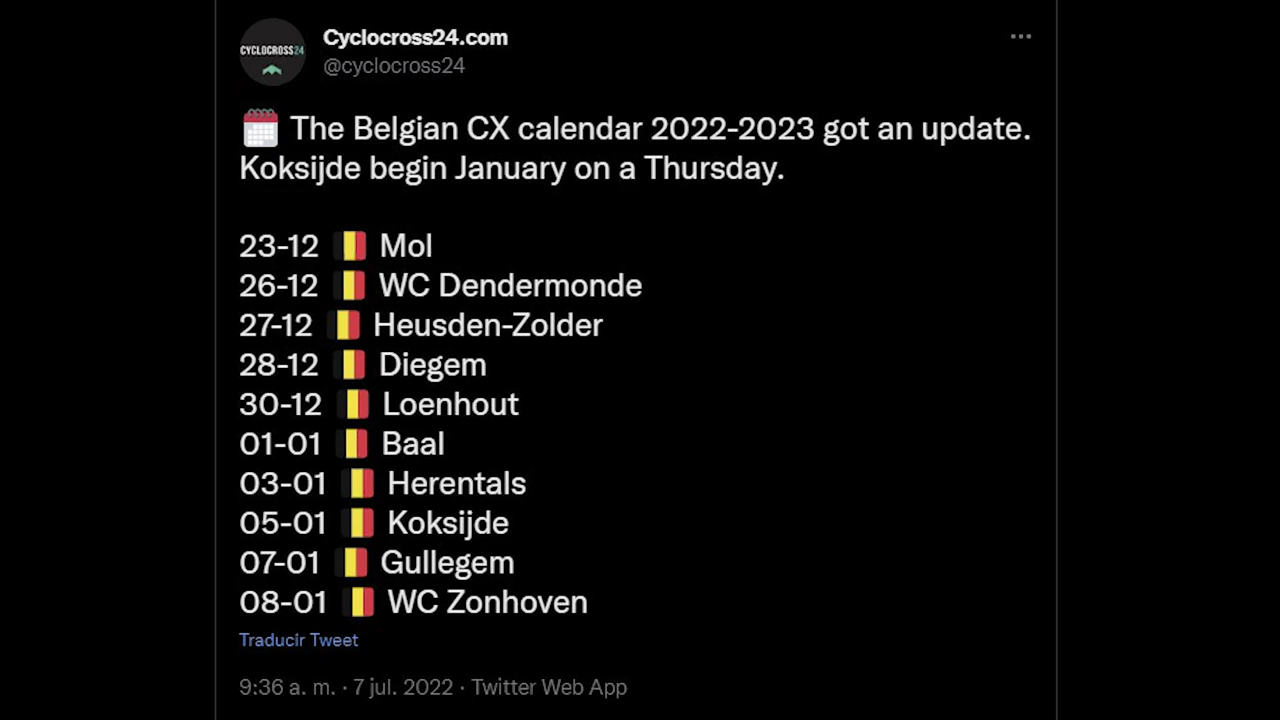 CYCLOCROSS24
Cyclocross24.com
@cyclocross24
The Belgian CX calendar 2022-2023 got an update.
Koksijde begin January on a Thursday.
23-12 Mol
26-12 WC Dendermonde
27-12 Heusden-Zolder
28-12 Diegem
30-12 Loenhout
01-01 Baal
03-01 Herentals
05-01 Koksijde
07-01 Gullegem
08-01 WC Zonhoven
Traducir Tweet
9:36 a. m. · 7 jul. 2022 · Twitter Web App